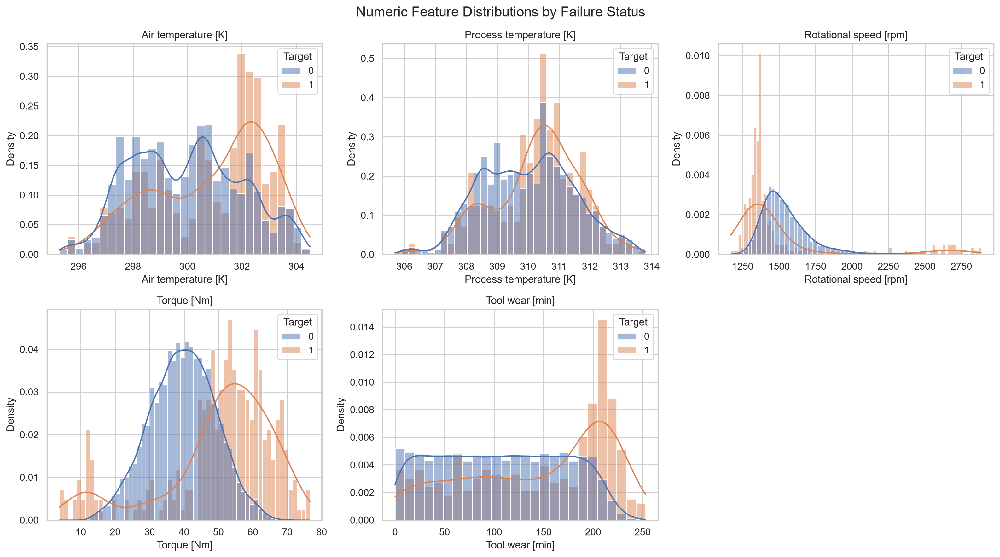 Numeric Feature Distributions by Failure Status
Air temperature [K]
Density
0.35
0.30
0.25
0.20
0.15
0.10
0.05
0.00
Target
0
1
296 298 300 302 304
Air temperature [K]
Process temperature [K]
Density
0.5
0.4
0.3
0.2
0.1
0.0
Target
0
1
306 307 308 309 310 311 312 313 314
Process temperature [K]
Rotational speed [rpm]
Density
0.010
0.008
0.006
0.004
0.002
0.000
Target
0
1
1250 1500 1750 2000 2250 2500 2750
Rotational speed [rpm]
Torque [Nm]
Density
0.04
0.03
0.02
0.01
0.00
Target
0
1
10 20 30 40 50 60 70 80
Torque [Nm]
Tool wear [min]
Density
0.014
0.012
0.010
0.008
0.006
0.004
0.002
0.000
Target
0
1
0 50 100 150 200 250
Tool wear [min]